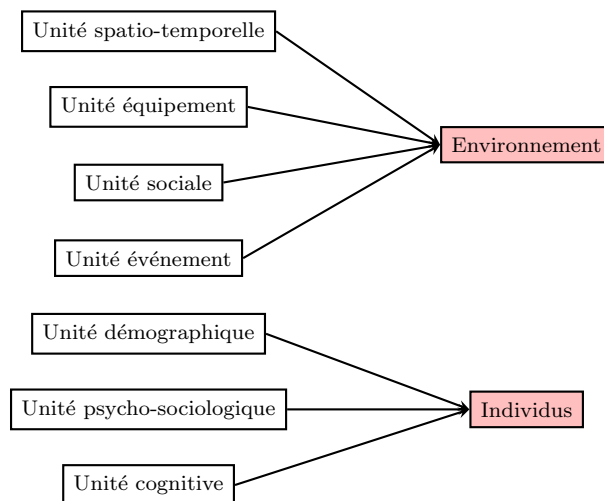 Unité spatio-temporelle
Unité équipement
Environnement
Unité sociale
Unité événement
Unité démographique
Unité psycho-sociologique
Individus
Unité cognitive